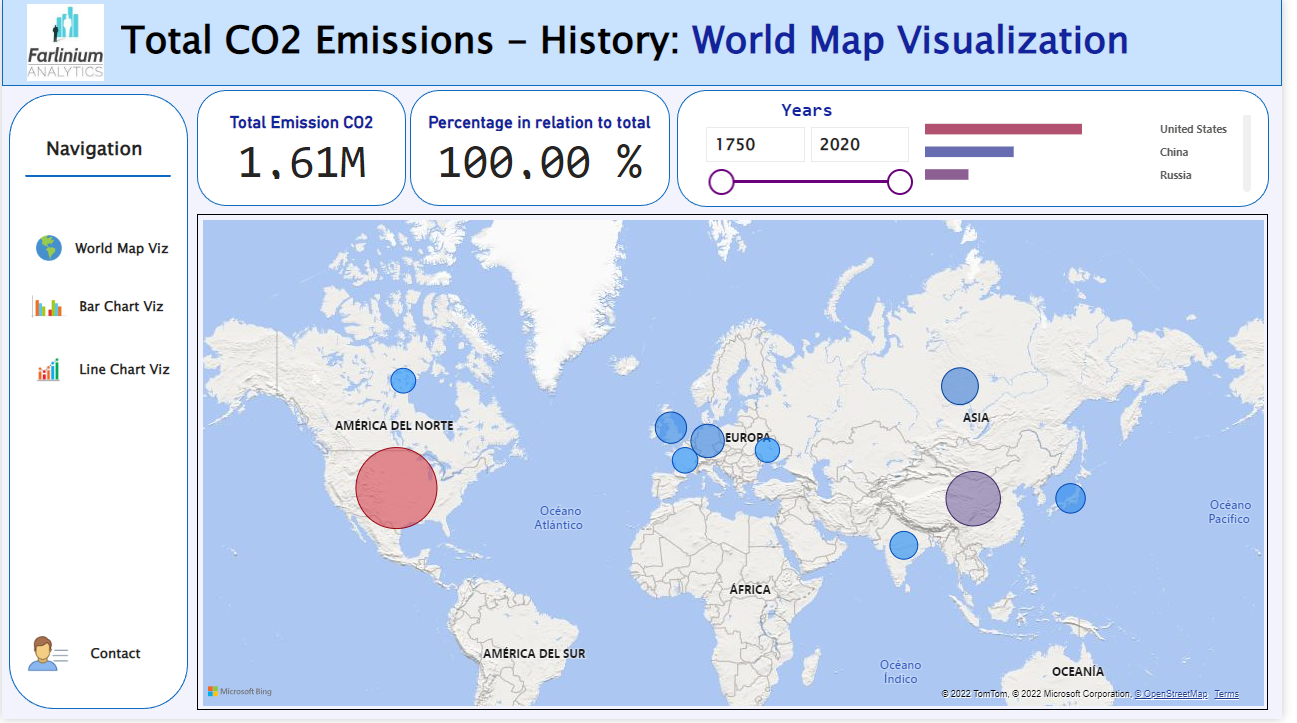 Farlinium
ANALYTICS
Total CO2 Emissions – History: World Map Visualization
Navigation
World Map Viz
Bar Chart Viz
Line Chart Viz
Contact
Total Emission CO2
1,61M
Percentage in relation to total
100,00 %
Years
1750
2020
United States
China
Russia
AMÉRICA DEL NORTE
EUROPA
ASIA
Océano
Atlántico
Océano
Pacífico
ÁFRICA
AMÉRICA DEL SUR
Océano
Índico
OCEANÍA
Microsoft Bing
© 2022 TomTom, © 2022 Microsoft Corporation, © OpenStreetMap Terms